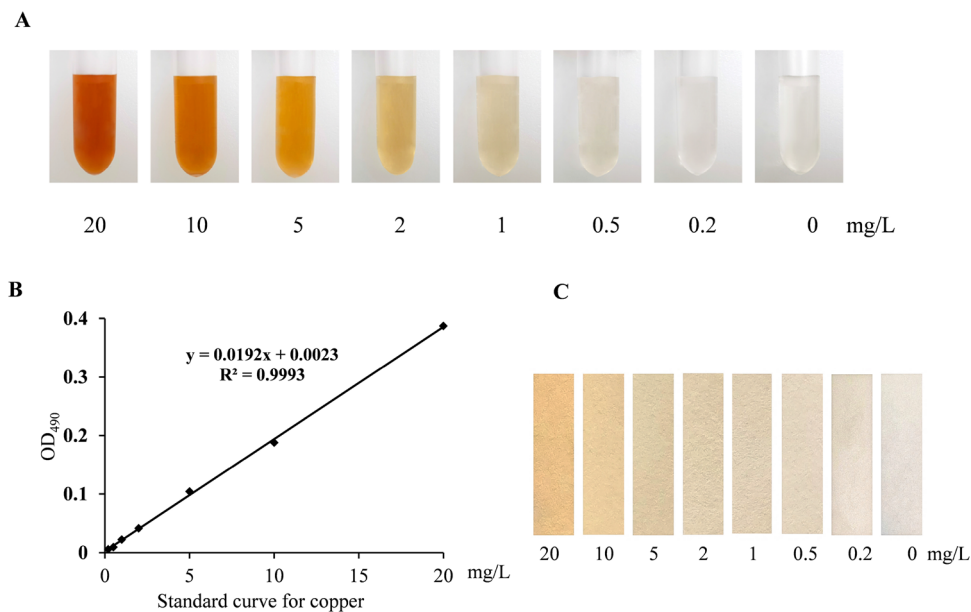 A
20 10 5 2 1 0.5 0.2 0 mg/L
B
0.4
0.3
0.2
0.1
0
OD₄₉₀
y = 0.0192x + 0.0023
R² = 0.9993
0 5 10 15 20 mg/L
Standard curve for copper
C
20 10 5 2 1 0.5 0.2 0 mg/L